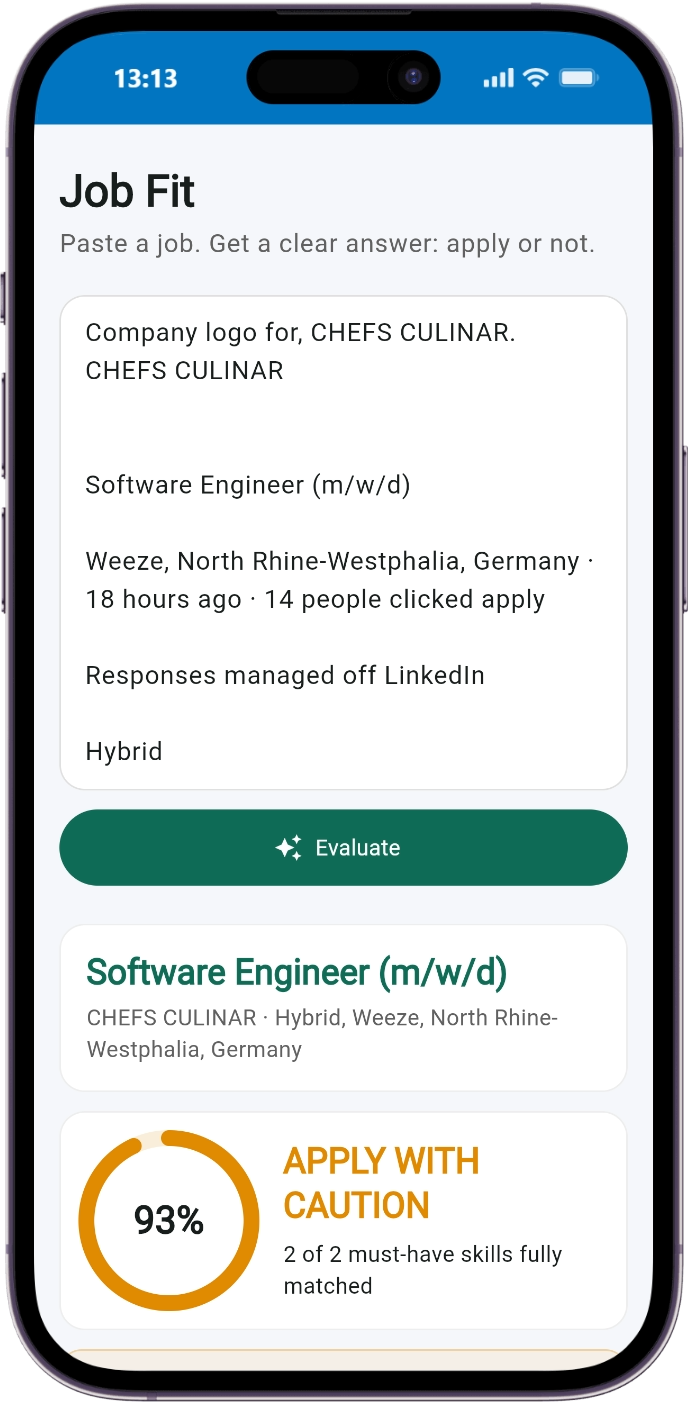 13:13
Job Fit
Paste a job. Get a clear answer: apply or not.
Company logo for, CHEFS CULINAR.
CHEFS CULINAR
Software Engineer (m/w/d)
Weeze, North Rhine-Westphalia, Germany ·
18 hours ago · 14 people clicked apply
Responses managed off LinkedIn
Hybrid
Evaluate
Software Engineer (m/w/d)
CHEFS CULINAR · Hybrid, Weeze, North Rhine-
Westphalia, Germany
93%
APPLY WITH
CAUTION
2 of 2 must-have skills fully
matched